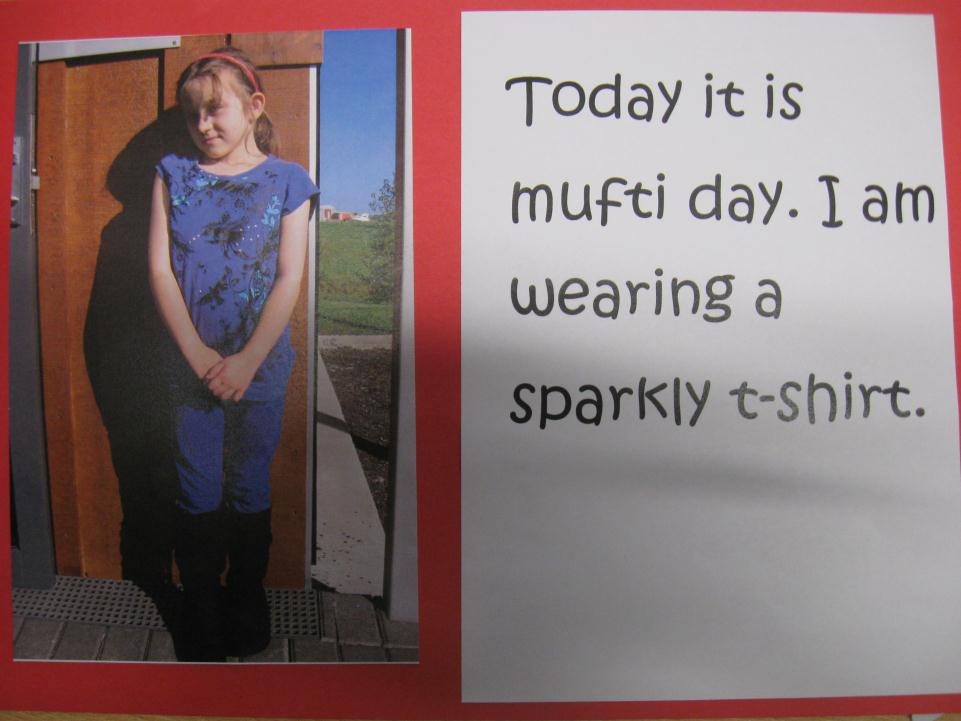 Today it is
mufti day. I am
wearing a
sparkly t-shirt.